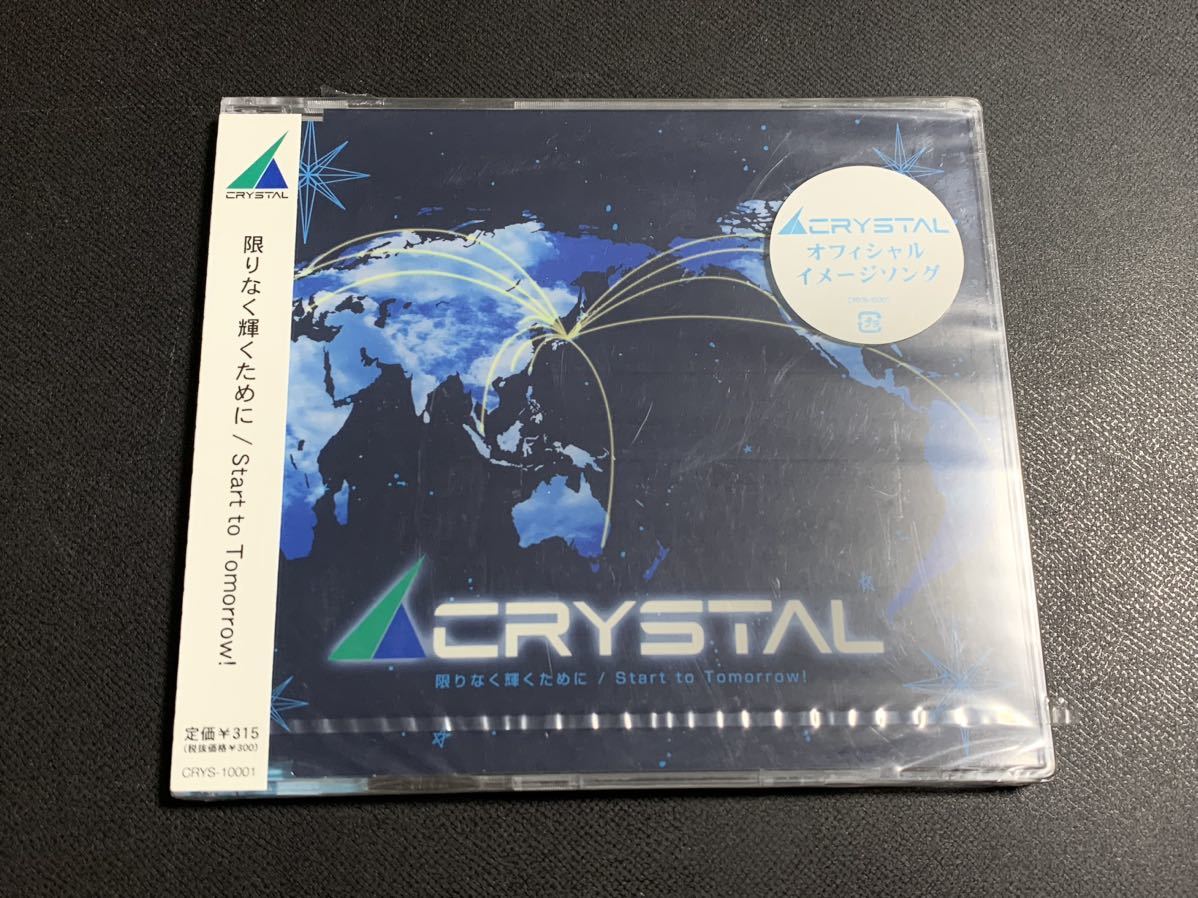 CRYSTAL
限りなく輝くために / Start to Tomorrow!
定価¥315
(税抜価格¥300)
CRYS-10001
CRYSTAL
オフィシャル
イメージソング
CRYS-10001
CRYSTAL
限りなく輝くために / Start to Tomorrow!